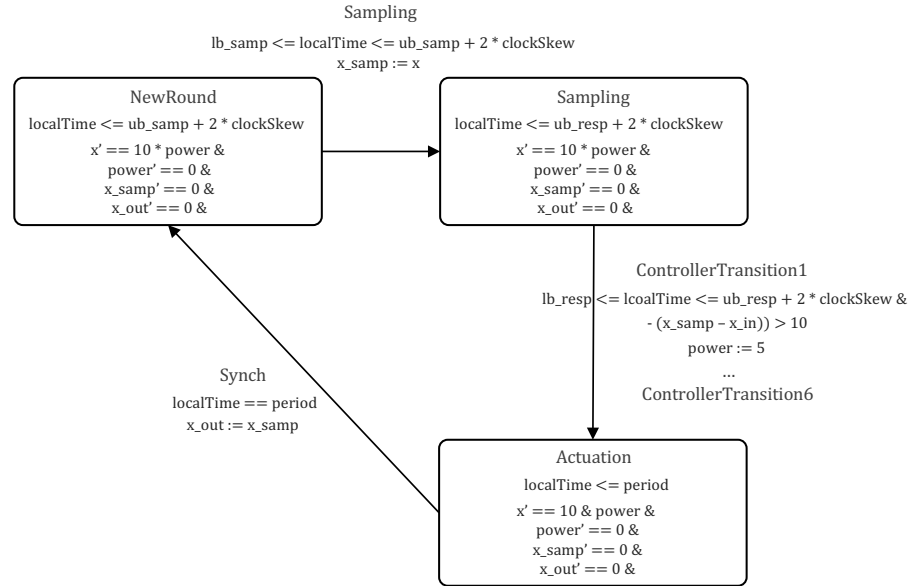 Sampling
lb_samp <= localTime <= ub_samp + 2 * clockSkew
x_samp := x
NewRound
localTime <= ub_samp + 2 * clockSkew
x' == 10 * power &
power' == 0 &
x_samp' == 0 &
x_out' == 0 &
Sampling
localTime <= ub_resp + 2 * clockSkew
x' == 10 * power &
power' == 0 &
x_samp' == 0 &
x_out' == 0 &
ControllerTransition1
lb_resp <= lcoalTime <= ub_resp + 2 * clockSkew &
- (x_samp – x_in)) > 10
power := 5
...
ControllerTransition6
Synch
localTime == period
x_out := x_samp
Actuation
localTime <= period
x' == 10 & power &
power' == 0 &
x_samp' == 0 &
x_out' == 0 &